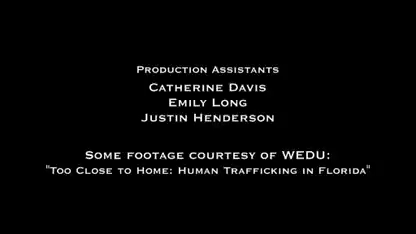 Production Assistants
Catherine Davis
Emily Long
Justin Henderson
Some footage courtesy of WEDU:
"Too Close to Home: Human Trafficking in Florida"